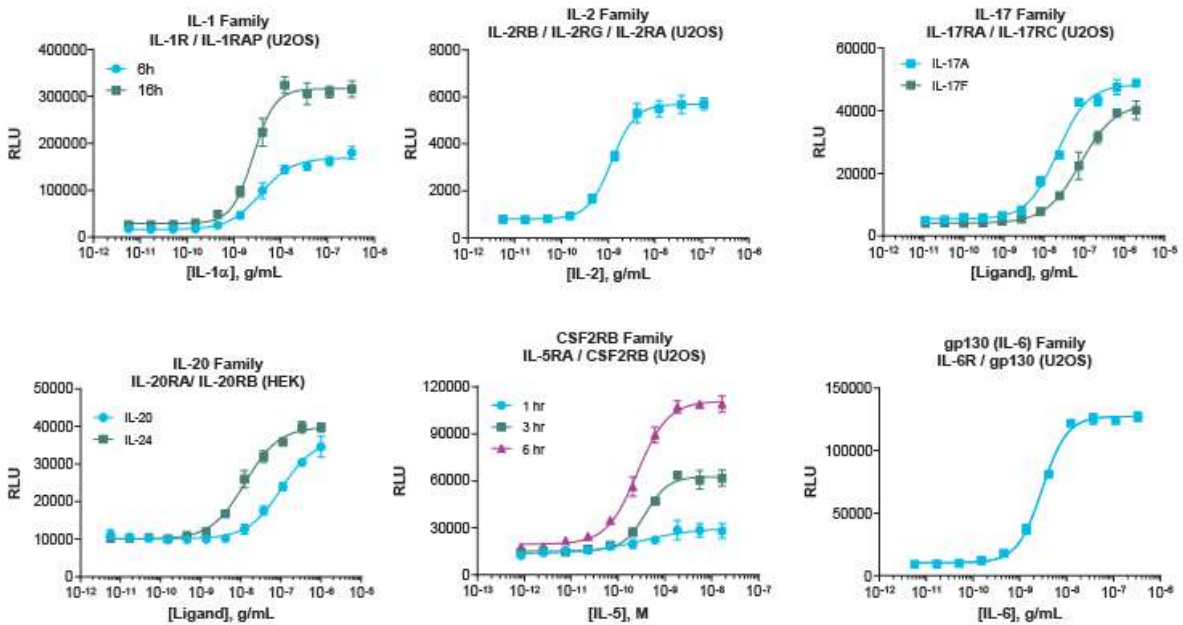 IL-1 Family
IL-1R / IL-1RAP (U2OS)
400000
300000
200000
100000
0
RLU
6h
16h
10-12 10-11 10-10 10-9 10-8 10-7 10-6 10-5
[IL-1α], g/mL
IL-2 Family
IL-2RB / IL-2RG / IL-2RA (U2OS)
8000
6000
4000
2000
0
RLU
10-12 10-11 10-10 10-9 10-8 10-7 10-6
[IL-2], g/mL
IL-17 Family
IL-17RA / IL-17RC (U2OS)
60000
40000
20000
0
RLU
IL-17A
IL-17F
10-12 10-11 10-10 10-9 10-8 10-7 10-6 10-5
[Ligand], g/mL
IL-20 Family
IL-20RA/ IL-20RB (HEK)
50000
40000
30000
20000
10000
0
RLU
IL-20
IL-24
10-12 10-11 10-10 10-9 10-8 10-7 10-6 10-5
[Ligand], g/mL
CSF2RB Family
IL-5RA / CSF2RB (U2OS)
120000
90000
60000
30000
0
RLU
1 hr
3 hr
6 hr
10-13 10-12 10-11 10-10 10-9 10-8 10-7
[IL-5], M
gp130 (IL-6) Family
IL-6R / gp130 (U2OS)
150000
100000
50000
0
RLU
10-12 10-11 10-10 10-9 10-8 10-7 10-6
[IL-6], g/mL